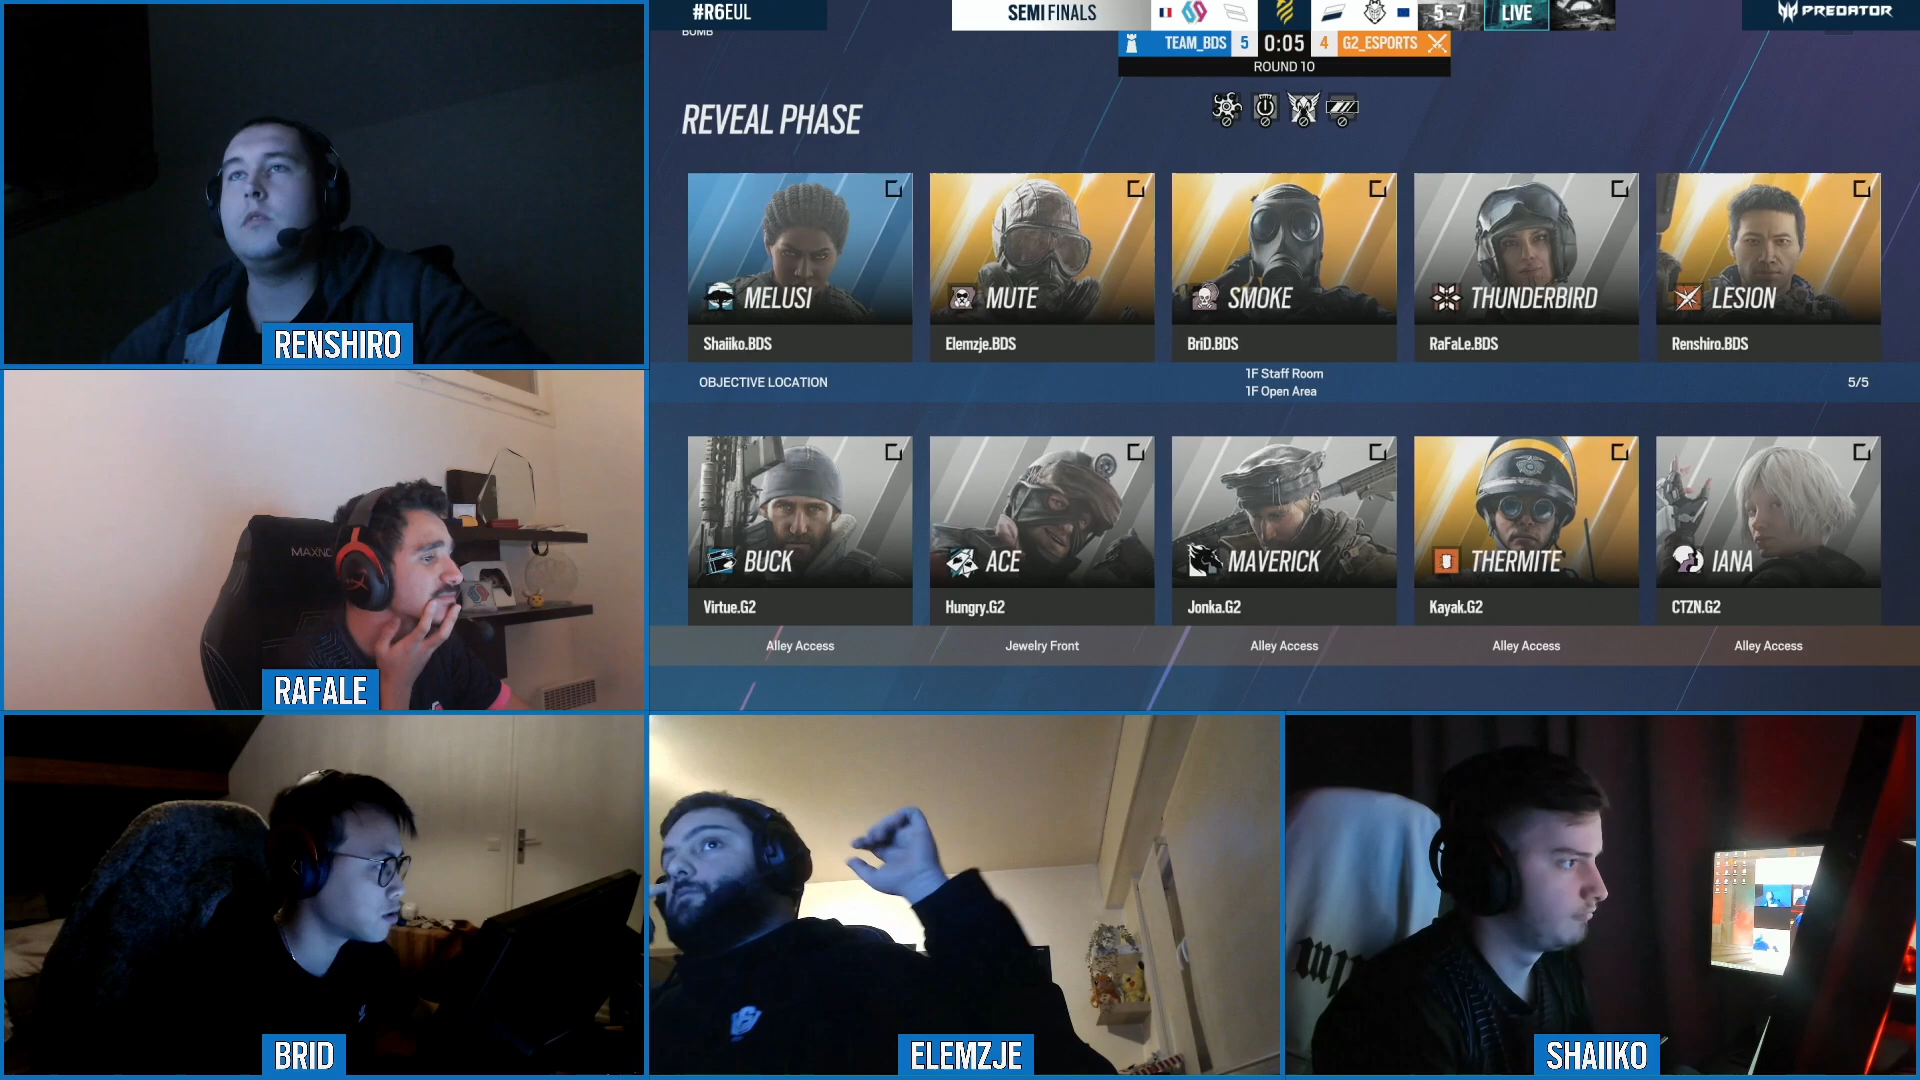 #R6EUL
SEMI FINALS
5 - 7
LIVE
PREDATOR
BOMB
TEAM_BDS 5 0:05 4 G2_ESPORTS
ROUND 10
REVEAL PHASE
MELUSI
MUTE
SMOKE
THUNDERBIRD
LESION
Shaiiko.BDS
Elemzje.BDS
BriD.BDS
RaFaLe.BDS
Renshiro.BDS
OBJECTIVE LOCATION
1F Staff Room
1F Open Area
5/5
BUCK
ACE
MAVERICK
THERMITE
IANA
Virtue.G2
Hungry.G2
Jonka.G2
Kayak.G2
CTZN.G2
Alley Access
Jewelry Front
Alley Access
Alley Access
Alley Access
RENSHIRO
MAXNO
RAFALE
BRID
ELEMZJE
SHAIIKO